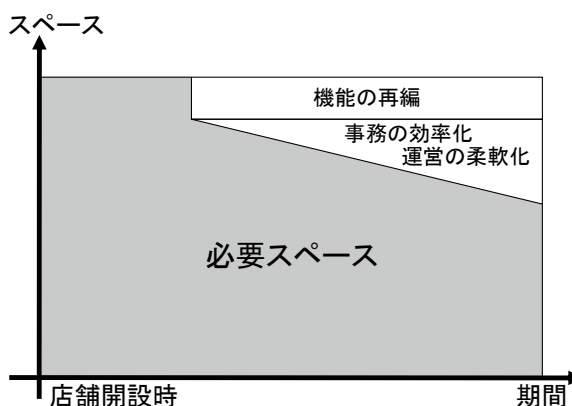 スペース
機能の再編
事務の効率化
運営の柔軟化
必要スペース
店舗開設時
期間